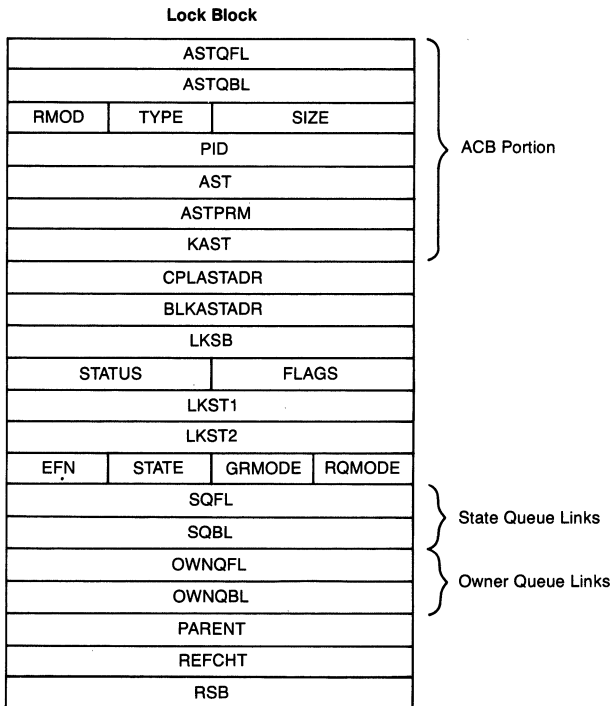 Lock Block
ASTQFL
ASTQBL
RMOD TYPE SIZE
PID
ACB Portion
AST
ASTPRM
KAST
CPLASTADR
BLKASTADR
LKSB
STATUS FLAGS
LKST1
LKST2
EFN STATE GRMODE RQMODE
SQFL
State Queue Links
SQBL
OWNQFL
Owner Queue Links
OWNQBL
PARENT
REFCHT
RSB